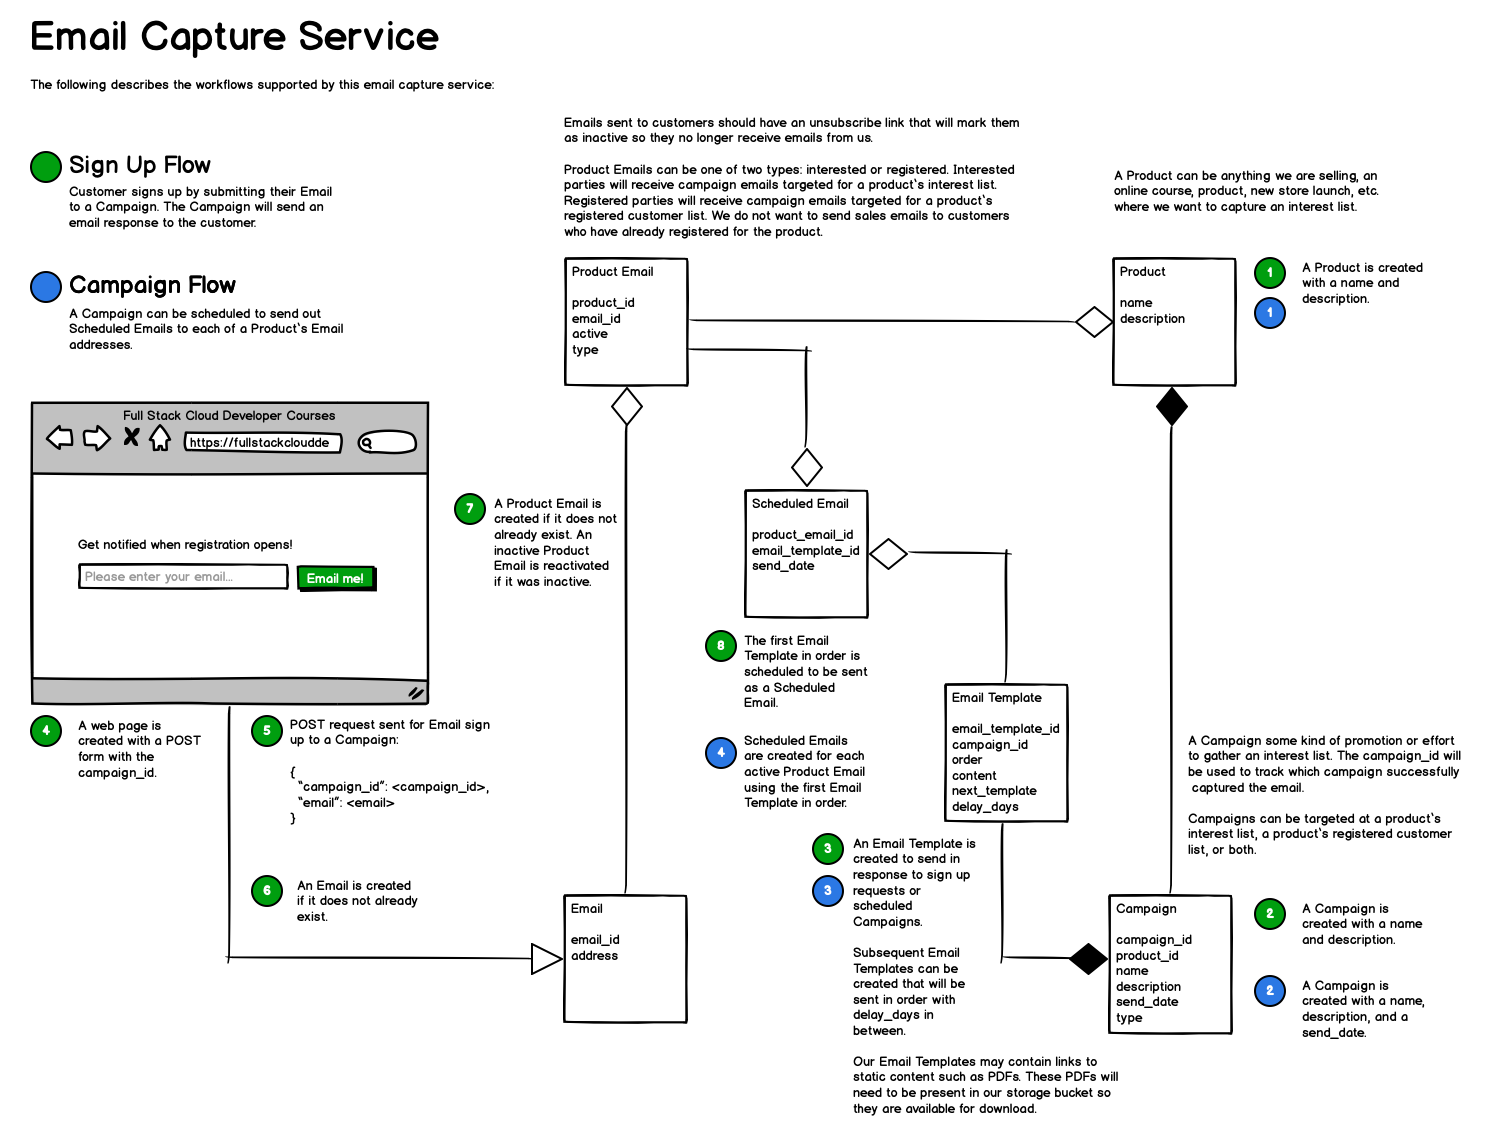 Email Capture Service
The following describes the workflows supported by this email capture service:
Sign Up Flow
Customer signs up by submitting their Email
to a Campaign. The Campaign will send an
email response to the customer.
Campaign Flow
A Campaign can be scheduled to send out
Scheduled Emails to each of a Product`s Email
addresses.
Emails sent to customers should have an unsubscribe link that will mark them
as inactive so they no longer receive emails from us.
Product Emails can be one of two types: interested or registered. Interested
parties will receive campaign emails targeted for a product`s interest list.
Registered parties will receive campaign emails targeted for a product`s
registered customer list. We do not want to send sales emails to customers
who have already registered for the product.
A Product can be anything we are selling, an
online course, product, new store launch, etc.
where we want to capture an interest list.
Product Email
product_id
email_id
active
type
Product
name
description
1
1
A Product is created
with a name and
description.
Full Stack Cloud Developer Courses
https://fullstackcloudde
Get notified when registration opens!
Please enter your email...
Email me!
7
A Product Email is
created if it does not
already exist. An
inactive Product
Email is reactivated
if it was inactive.
Scheduled Email
product_email_id
email_template_id
send_date
8
The first Email
Template in order is
scheduled to be sent
as a Scheduled
Email.
4
Scheduled Emails
are created for each
active Product Email
using the first Email
Template in order.
Email Template
email_template_id
campaign_id
order
content
next_template
delay_days
4
A web page is
created with a POST
form with the
campaign_id.
5
POST request sent for Email sign
up to a Campaign:
{
"campaign_id": <campaign_id>,
"email": <email>
}
6
An Email is created
if it does not already
exist.
Email
email_id
address
3
3
An Email Template is
created to send in
response to sign up
requests or
scheduled
Campaigns.
Subsequent Email
Templates can be
created that will be
sent in order with
delay_days in
between.
Our Email Templates may contain links to
static content such as PDFs. These PDFs will
need to be present in our storage bucket so
they are available for download.
A Campaign some kind of promotion or effort
to gather an interest list. The campaign_id will
be used to track which campaign successfully
captured the email.
Campaigns can be targeted at a product`s
interest list, a product`s registered customer
list, or both.
Campaign
campaign_id
product_id
name
description
send_date
type
2
A Campaign is
created with a name
and description.
2
A Campaign is
created with a name,
description, and a
send_date.